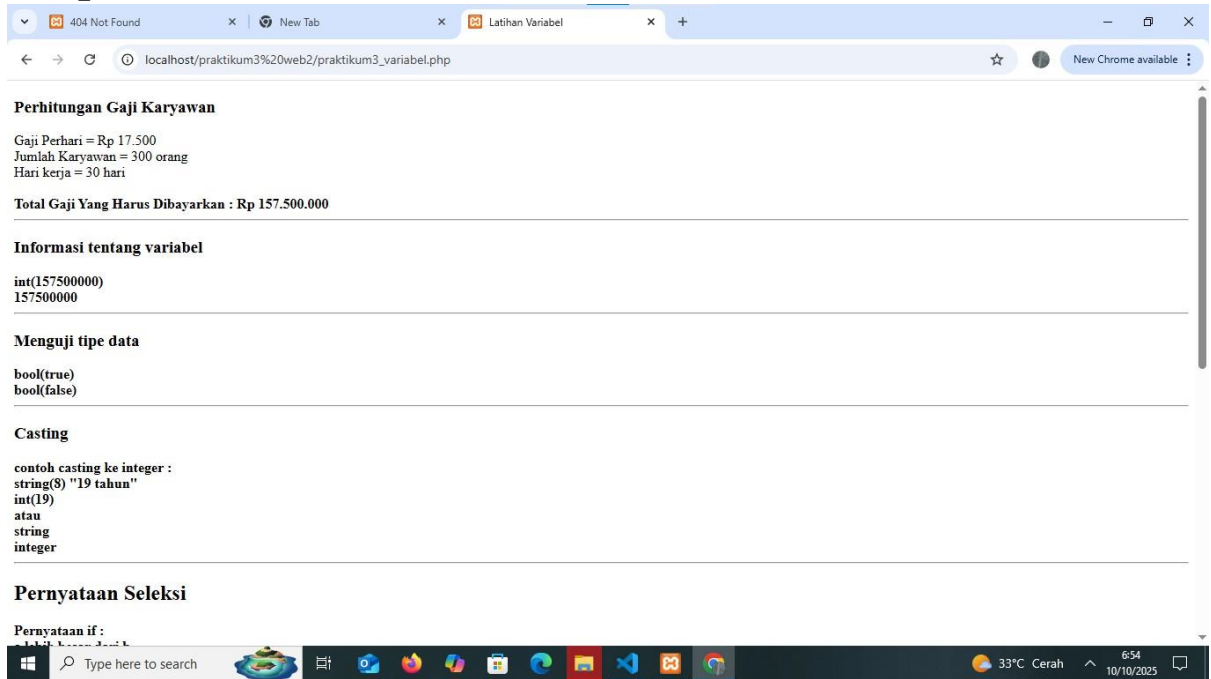 404 Not Found
New Tab
Latihan Variabel
localhost/praktikum3%20web2/praktikum3_variabel.php
New Chrome available
Perhitungan Gaji Karyawan
Gaji Perhari = Rp 17.500
Jumlah Karyawan = 300 orang
Hari kerja = 30 hari
Total Gaji Yang Harus Dibayarkan : Rp 157.500.000
Informasi tentang variabel
int(157500000)
157500000
Menguji tipe data
bool(true)
bool(false)
Casting
contoh casting ke integer :
string(8) "19 tahun"
int(19)
atau
string
integer
Pernyataan Seleksi
Pernyataan if :
a lebih besar dari b
Type here to search
33°C Cerah
6:54
10/10/2025